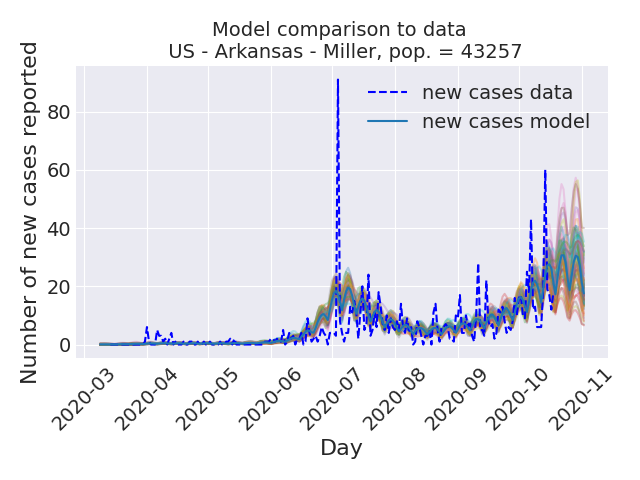 Model comparison to data
US - Arkansas - Miller, pop. = 43257
new cases data
new cases model
Number of new cases reported
80
60
40
20
0
2020-03
2020-04
2020-05
2020-06
2020-07
2020-08
2020-09
2020-10
2020-11
Day